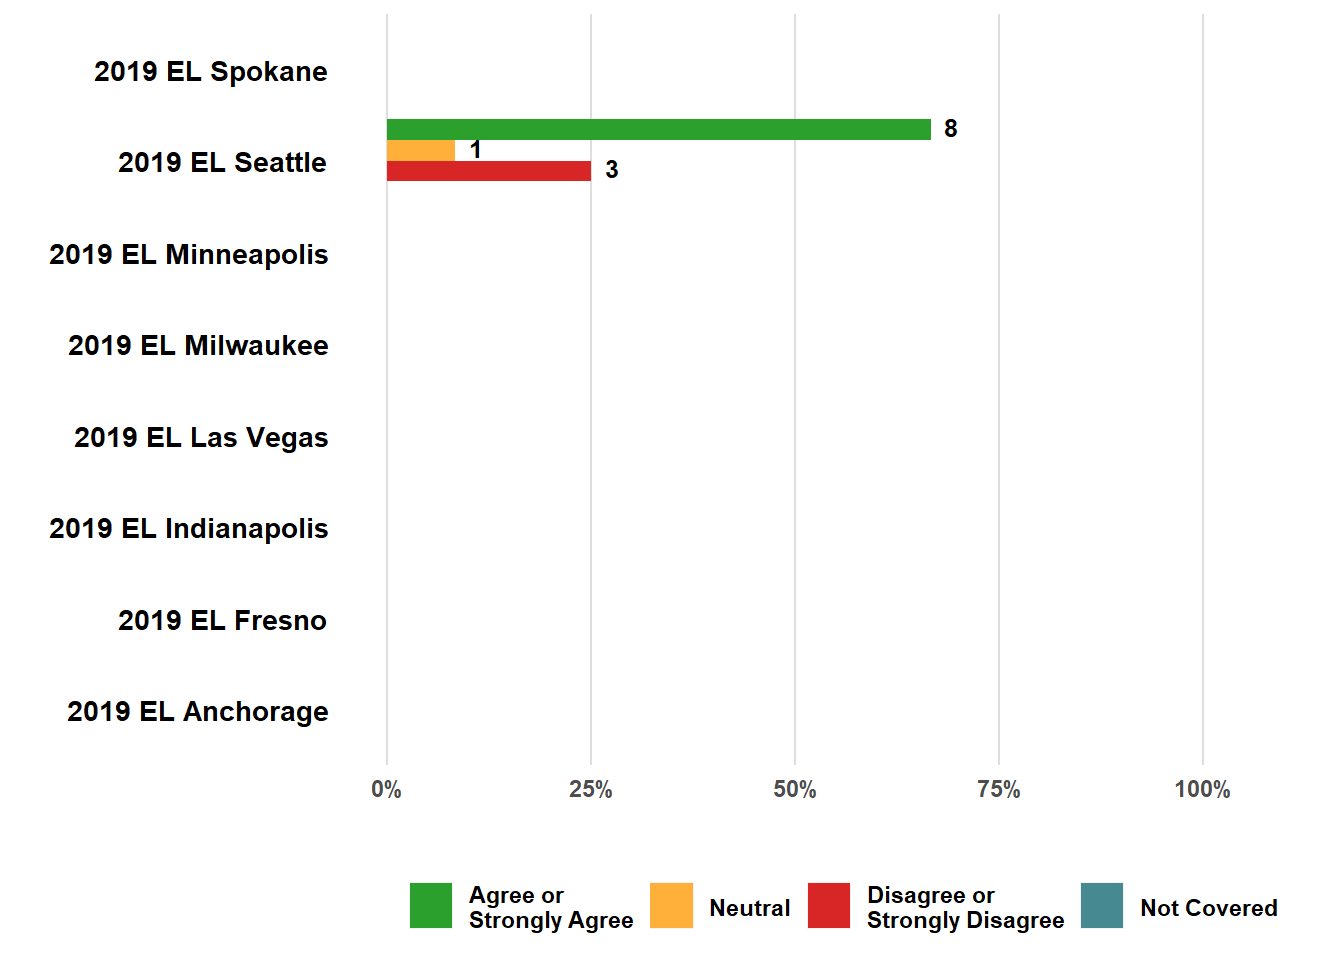 2019 EL Spokane
8
2019 EL Seattle
1
3
2019 EL Minneapolis
2019 EL Milwaukee
2019 EL Las Vegas
2019 EL Indianapolis
2019 EL Fresno
2019 EL Anchorage
0% 25% 50% 75% 100%
Agree or
Strongly Agree
Neutral
Disagree or
Strongly Disagree
Not Covered